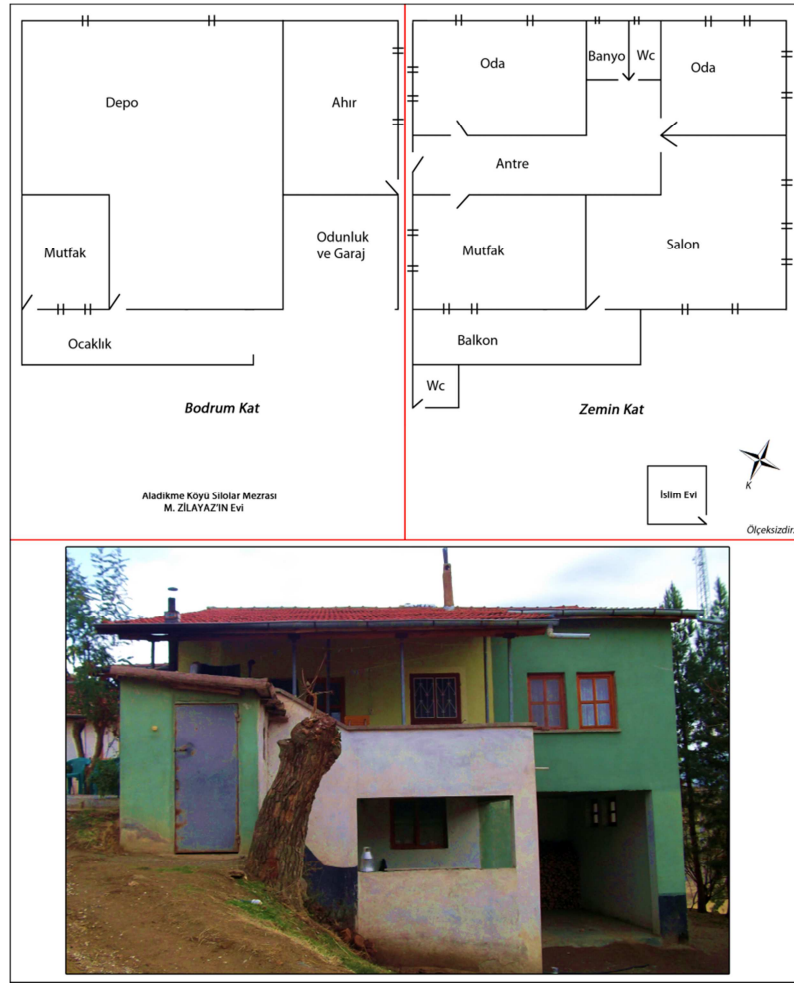 Depo
Ahır
Mutfak
Odunluk
ve Garaj
Ocaklık
Bodrum Kat
Aladikme Köyü Silolar Mezrası
M. ZİLAYAZ'IN Evi
Oda
Banyo
Wc
Oda
Antre
Mutfak
Salon
Balkon
Wc
Zemin Kat
K
İslim Evi
Ölçeksizdir.